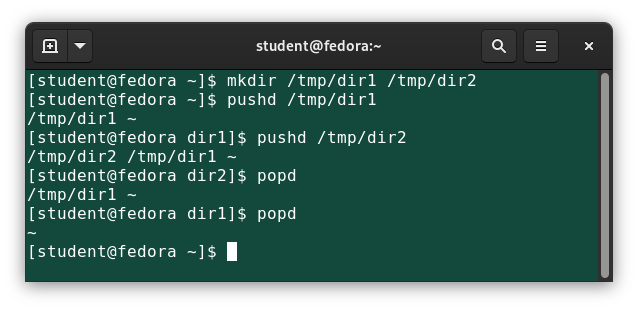 student@fedora:~
[student@fedora ~]$ mkdir /tmp/dir1 /tmp/dir2
[student@fedora ~]$ pushd /tmp/dir1
/tmp/dir1 ~
[student@fedora dir1]$ pushd /tmp/dir2
/tmp/dir2 /tmp/dir1 ~
[student@fedora dir2]$ popd
/tmp/dir1 ~
[student@fedora dir1]$ popd
~
[student@fedora ~]$